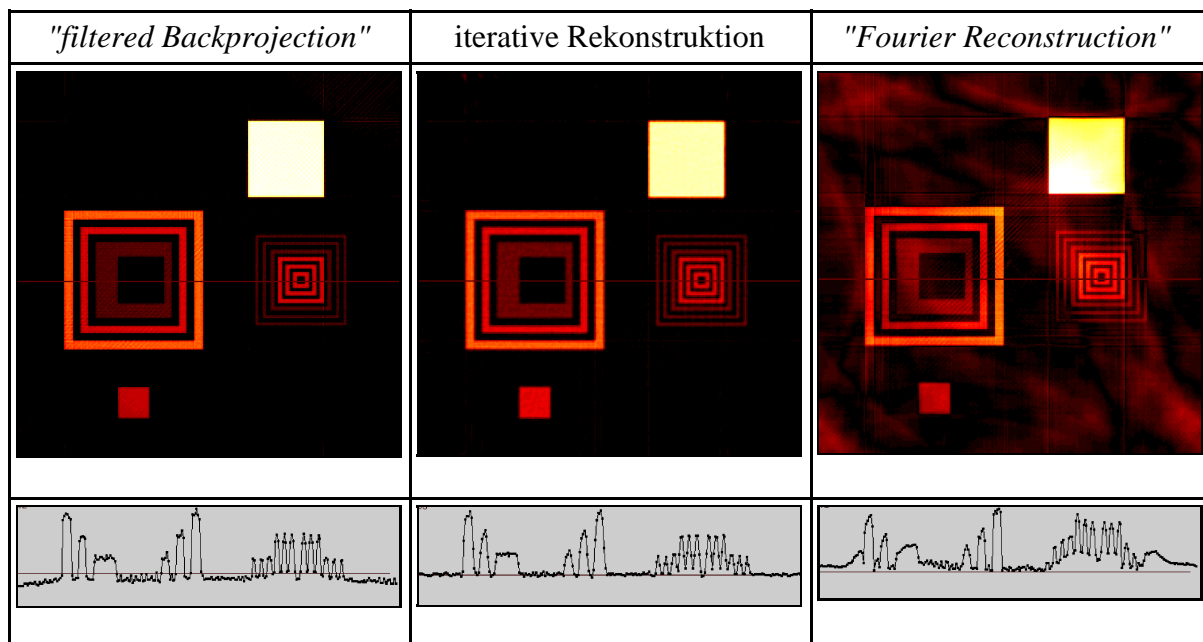 "filtered Backprojection"
iterative Rekonstruktion
"Fourier Reconstruction"